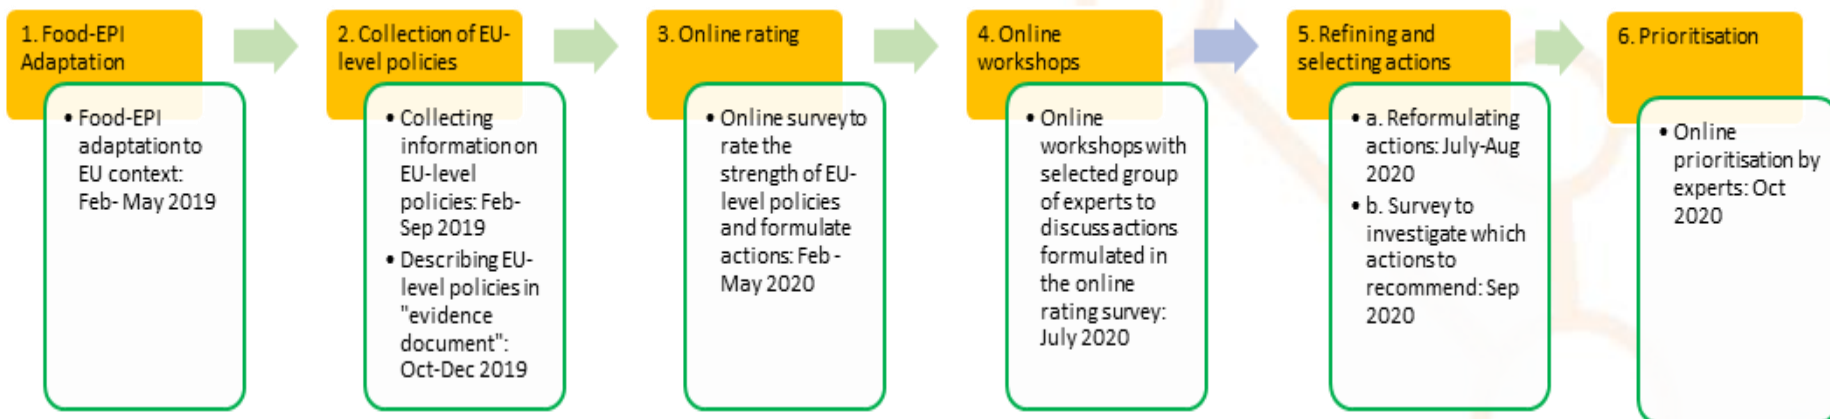 1. Food-EPI
Adaptation
• Food-EPI
adaptation to
EU context:
Feb- May 2019
2. Collection of EU-
level policies
• Collecting
information on
EU-level
policies: Feb-
Sep 2019
• Describing EU-
level policies in
"evidence
document":
Oct-Dec 2019
3. Online rating
• Online survey to
rate the
strength of EU-
level policies
and formulate
actions: Feb -
May 2020
4. Online
workshops
• Online
workshops with
selected group
of experts to
discuss actions
formulated in
the online
rating survey:
July 2020
5. Refining and
selecting actions
• a. Reformulating
actions: July-Aug
2020
• b. Survey to
investigate which
actions to
recommend: Sep
2020
6. Prioritisation
• Online
prioritisation by
experts: Oct
2020